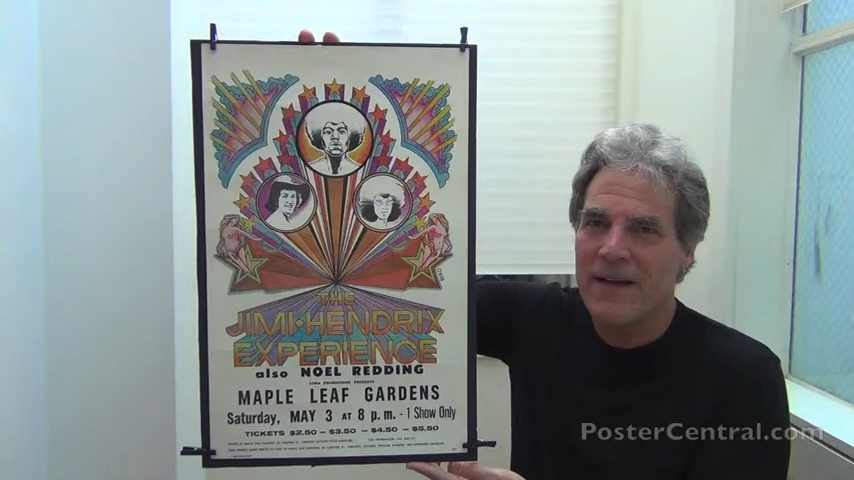 THE
JIMI·HENDRIX
EXPERIENCE
also NOEL REDDING
MAPLE LEAF GARDENS
Saturday, MAY 3 AT 8 p.m. - 1 Show Only
TICKETS $2.50 — $3.50 — $4.50 — $5.50
PosterCentral.com